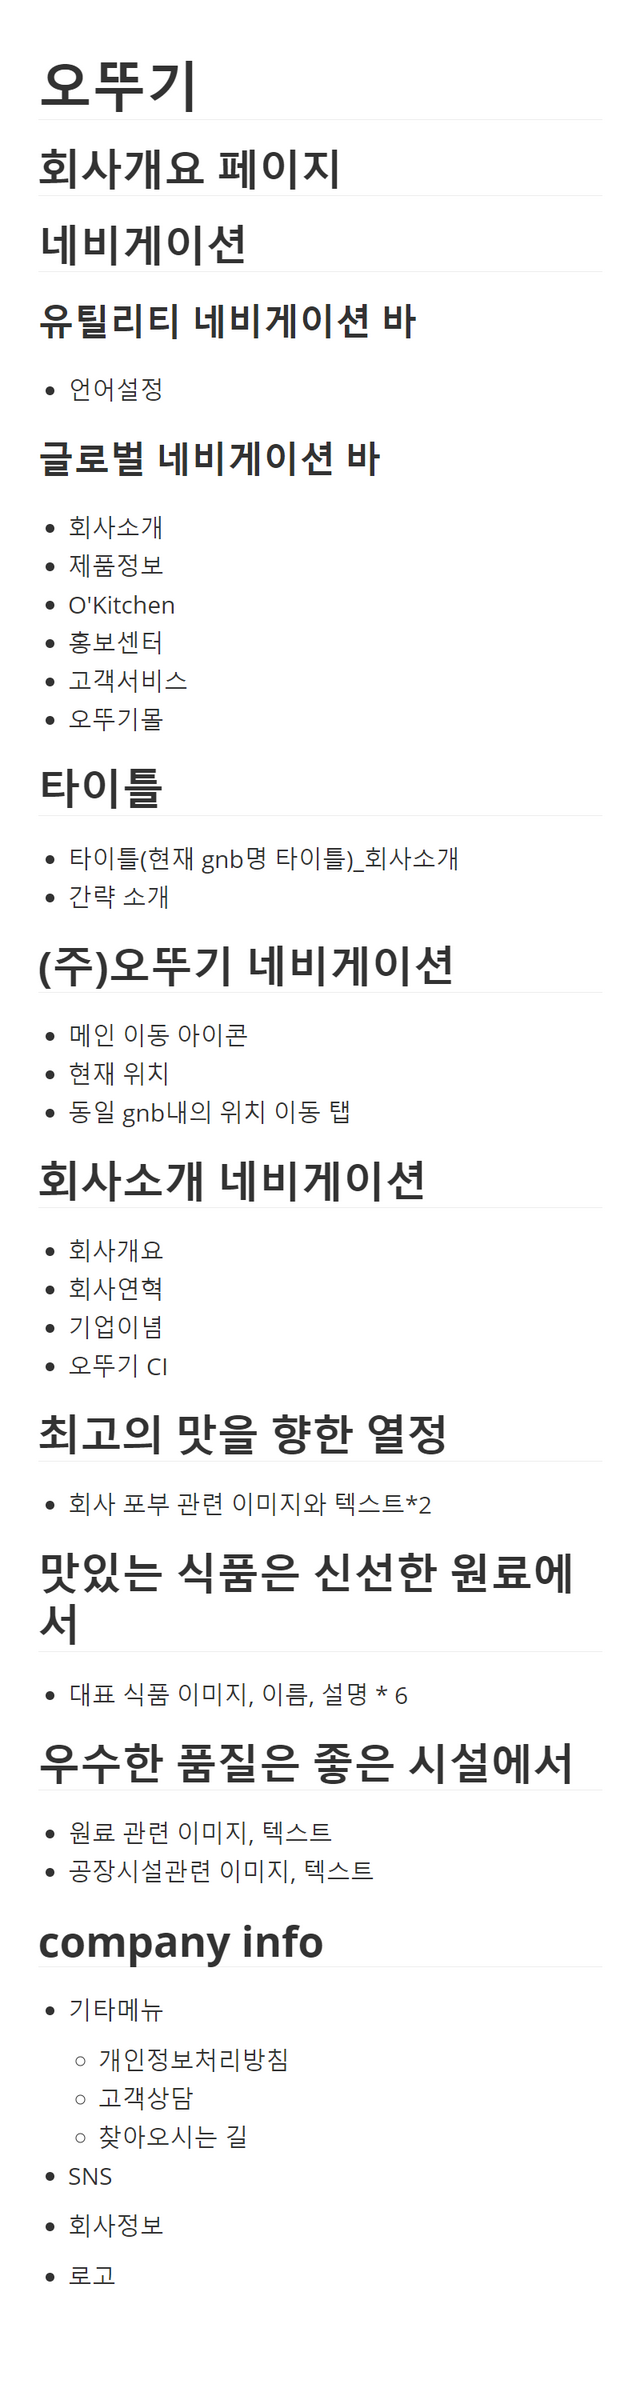 오뚜기
회사개요 페이지
네비게이션
유틸리티 네비게이션 바
언어설정
글로벌 네비게이션 바
회사소개
제품정보
O'Kitchen
홍보센터
고객서비스
오뚜기몰
타이틀
타이틀(현재 gnb명 타이틀)_회사소개
간략 소개
(주)오뚜기 네비게이션
메인 이동 아이콘
현재 위치
동일 gnb내의 위치 이동 탭
회사소개 네비게이션
회사개요
회사연혁
기업이념
오뚜기 CI
최고의 맛을 향한 열정
회사 포부 관련 이미지와 텍스트*2
맛있는 식품은 신선한 원료에
서
대표 식품 이미지, 이름, 설명 * 6
우수한 품질은 좋은 시설에서
원료 관련 이미지, 텍스트
공장시설관련 이미지, 텍스트
company info
기타메뉴
개인정보처리방침
고객상담
찾아오시는 길
SNS
회사정보
로고